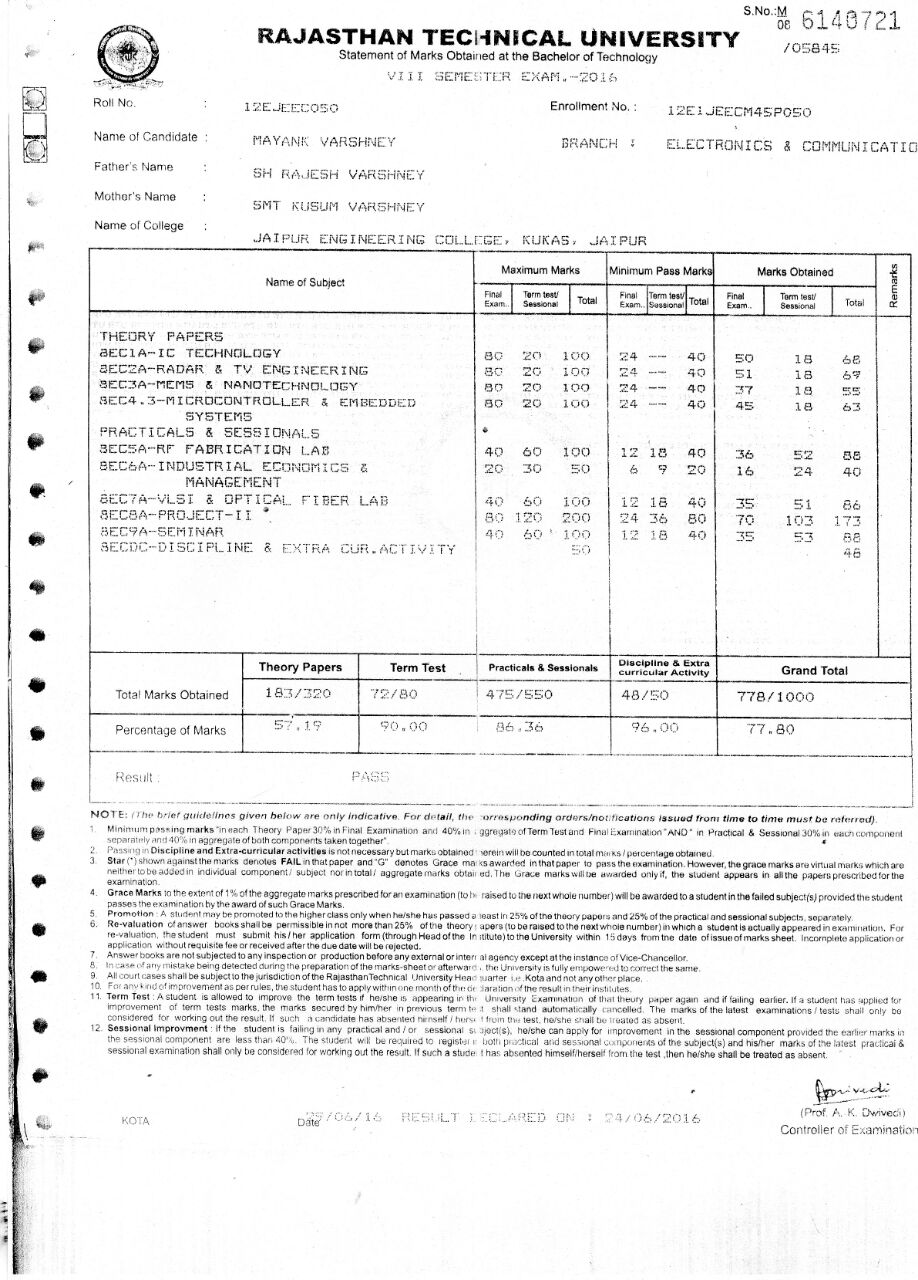 S.No.:M 06 6140721
/05845
RAJASTHAN TECHNICAL UNIVERSITY
Statement of Marks Obtained at the Bachelor of Technology
VIII SEMESTER EXAM.-2016
Roll No. : 12EJEEC050 Enrollment No. : 12E1JEECM45P050
Name of Candidate : MAYANK VARSHNEY BRANCH : ELECTRONICS & COMMUNICATIO
Father's Name : SH RAJESH VARSHNEY
Mother's Name : SMT KUSUM VARSHNEY
Name of College : JAIPUR ENGINEERING COLLEGE, KUKAS, JAIPUR
Name of Subject Maximum Marks Minimum Pass Marks Marks Obtained Remarks
Final Exam.. Term test/ Sessional Total Final Exam.. Term test/ Sessional Total Final Exam.. Term test/ Sessional Total
THEORY PAPERS
8EC1A-IC TECHNOLOGY 80 20 100 24 -- 40 50 18 68
8EC2A-RADAR & TV ENGINEERING 80 20 100 24 -- 40 51 18 69
8EC3A-MEMS & NANOTECHNOLOGY 80 20 100 24 -- 40 37 18 55
8EC4.3-MICROCONTROLLER & EMBEDDED 80 20 100 24 -- 40 45 18 63
SYSTEMS
PRACTICALS & SESSIONALS
8EC5A-RF FABRICATION LAB 40 60 100 12 18 40 36 52 88
8EC6A-INDUSTRIAL ECONOMICS & 20 30 50 6 9 20 16 24 40
MANAGEMENT
8EC7A-VLSI & OPTICAL FIBER LAB 40 60 100 12 18 40 35 51 86
8EC8A-PROJECT-II 80 120 200 24 36 80 70 103 173
8EC9A-SEMINAR 40 60 100 12 18 40 35 53 88
8ECDC-DISCIPLINE & EXTRA CUR.ACTIVITY 50 48
Theory Papers Term Test Practicals & Sessionals Discipline & Extra curricular Activity Grand Total
Total Marks Obtained 183/320 72/80 475/550 48/50 778/1000
Percentage of Marks 57.19 90.00 86.36 96.00 77.80
Result : PASS
NOTE: (The brief guidelines given below are only indicative. For detail, the corresponding orders/notifications issued from time to time must be referred).
1. Minimum passing marks "in each Theory Paper 30% in Final Examination and 40% in aggregate of Term Test and Final Examination "AND" in Practical & Sessional 30% in each component
separately and 40% in aggregate of both components taken together".
2. Passing in Discipline and Extra-curricular activities is not necessary but marks obtained herein will be counted in total marks / percentage obtained.
3. Star (*) shown against the marks denotes FAIL in that paper and "G" denotes Grace marks awarded in that paper to pass the examination. However, the grace marks are virtual marks which are
neither to be added in individual component / subject nor in total / aggregate marks obtained. The Grace marks will be awarded only if, the student appears in all the papers prescribed for the
examination.
4. Grace Marks to the extent of 1% of the aggregate marks prescribed for an examination (to be raised to the next whole number) will be awarded to a student in the failed subject(s) provided the student
passes the examination by the award of such Grace Marks.
5. Promotion : A student may be promoted to the higher class only when he/she has passed a least in 25% of the theory papers and 25% of the practical and sessional subjects, separately.
6. Re-valuation of answer books shall be permissible in not more than 25% of the theory papers (to be raised to the next whole number) in which a student is actually appeared in examination. For
re-valuation, the student must submit his / her application form (through Head of the Institute) to the University within 15 days from the date of issue of marks sheet. Incomplete application or
application without requisite fee or received after the due date will be rejected.
7. Answer books are not subjected to any inspection or production before any external or internal agency except at the instance of Vice-Chancellor.
8. In case of any mistake being detected during the preparation of the marks-sheet or afterward, the University is fully empowered to correct the same.
9. All court cases shall be subject to the jurisdiction of the Rajasthan Technical University Head quarter i.e. Kota and not any other place.
10. For any kind of improvement as per rules, the student has to apply within one month of the declaration of the result in their institutes.
11. Term Test : A student is allowed to improve the term tests if he/she is appearing in the University Examination of that theory paper again and if failing earlier. If a student has applied for
improvement of term tests marks, the marks secured by him/her in previous term test shall stand automatically cancelled. The marks of the latest examinations / tests shall only be
considered for working out the result. If such a candidate has absented himself / herself from the test, he/she shall be treated as absent.
12. Sessional Improvment : If the student is failing in any practical and / or sessional subject(s), he/she can apply for improvement in the sessional component provided the earlier marks in
the sessional component are less than 40%. The student will be required to register in both practical and sessional components of the subject(s) and his/her marks of the latest practical &
sessional examination shall only be considered for working out the result. If such a student has absented himself/herself from the test ,then he/she shall be treated as absent.
KOTA Date 29/06/16 RESULT DECLARED ON : 24/06/2016
(Prof. A. K. Dwivedi)
Controller of Examination